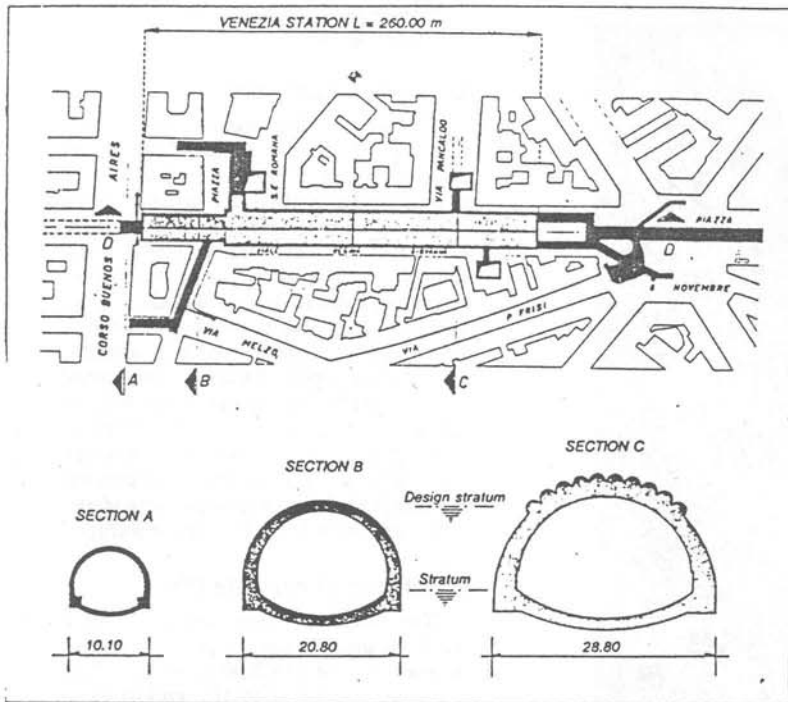 VENEZIA STATION L = 260.00 m
CORSO BUENOS AIRES
PIAZZA
S.E ROMANA
VIA PANCALDO
D
PIAZZA
D
NOVEMBRE
VIA MELZO
VIA P. FRISI
A
B
C
SECTION A
SECTION B
SECTION C
Design stratum
Stratum
10.10
20.80
28.80